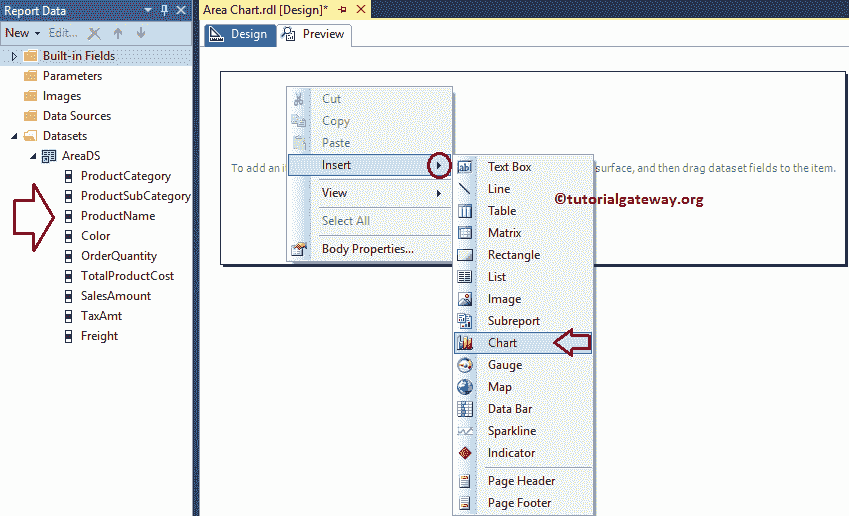 Report Data
New
Edit...
Built-in Fields
Parameters
Images
Data Sources
Datasets
AreaDS
ProductCategory
ProductSubCategory
ProductName
Color
OrderQuantity
TotalProductCost
SalesAmount
TaxAmt
Freight
Area Chart.rdl [Design]*
Design
Preview
To add an i
surface, and then drag dataset fields to the item.
Cut
Copy
Paste
Insert
View
Select All
Body Properties...
Text Box
Line
Table
Matrix
Rectangle
List
Image
Subreport
Chart
Gauge
Map
Data Bar
Sparkline
Indicator
Page Header
Page Footer
©tutorialgateway.org